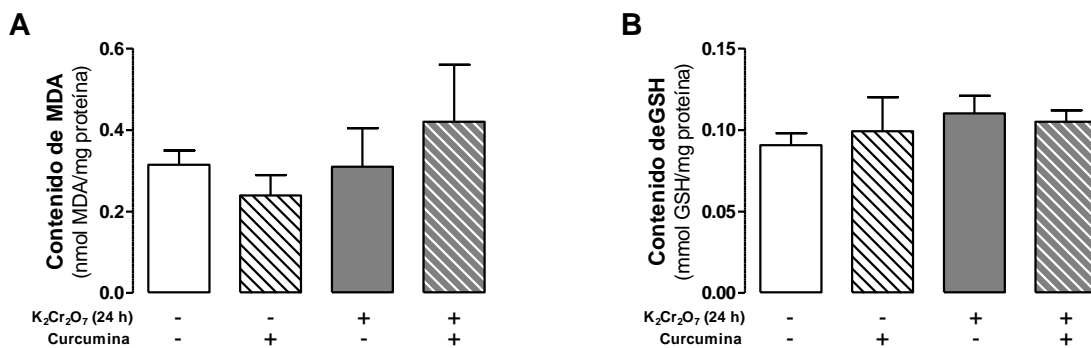 A
Contenido de MDA
(nmol MDA/mg proteína)
0.6
0.4
0.2
0.0
K₂Cr₂O₇ (24 h) - - + +
Curcumina - + - +
B
Contenido deGSH
(mmol GSH/mg proteína)
0.15
0.10
0.05
0.00
K₂Cr₂O₇ (24 h) - - + +
Curcumina - + - +